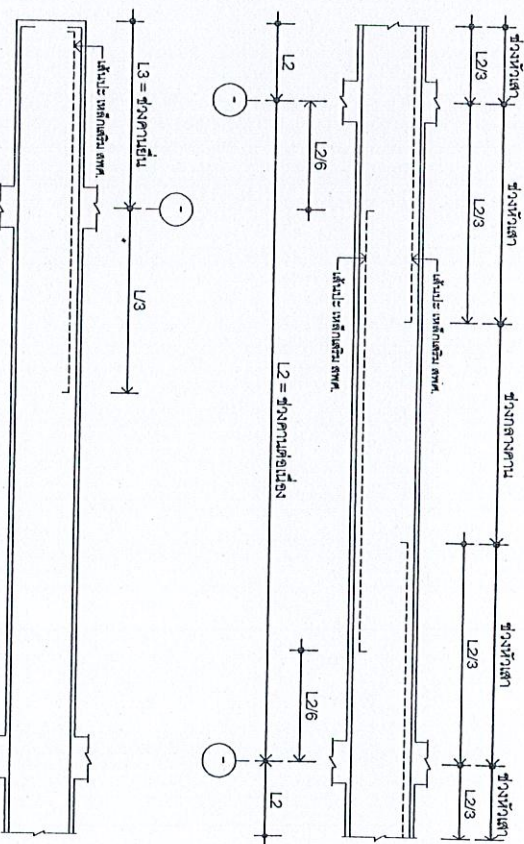 ช่วงหัวเสา
ช่วงหัวเสา
ช่วงกลางคาน
ช่วงหัวเสา
ช่วงหัวเสา
L2/3
L2/3
L2/3
L2/3
เส้นประ เหล็กเสริม สพค.
เส้นประ เหล็กเสริม สพค.
L2/6
L2/6
L2
L2 = ช่วงคานต่อเนื่อง
L2
L3 = ช่วงคานยื่น
L/3
เส้นประ เหล็กเสริม สพค.